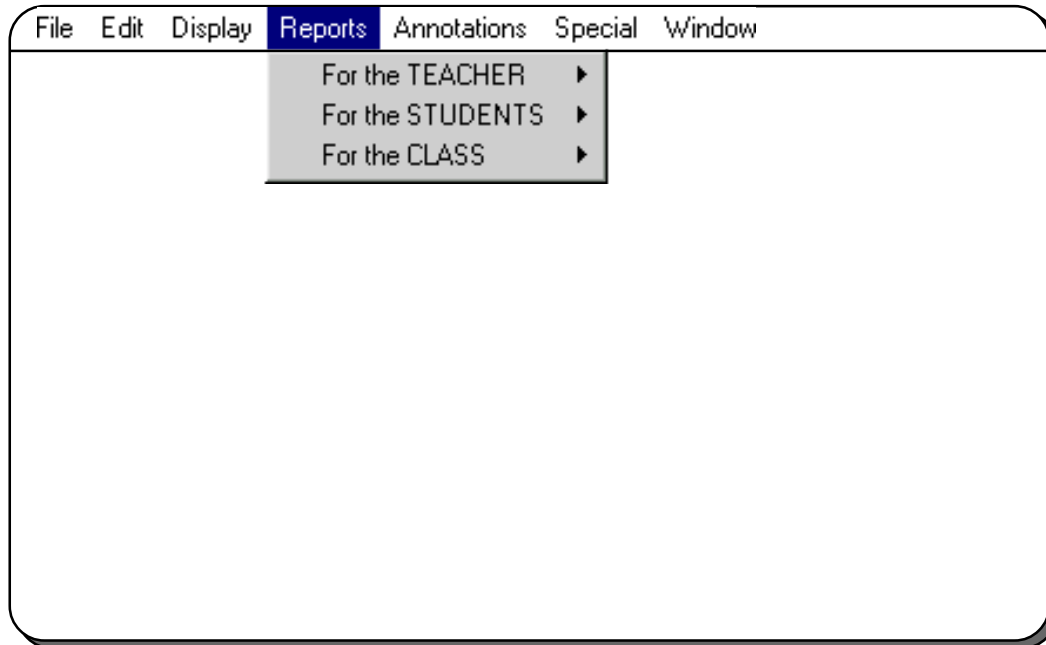 File Edit Display Reports Annotations Special Window
For the TEACHER
For the STUDENTS
For the CLASS